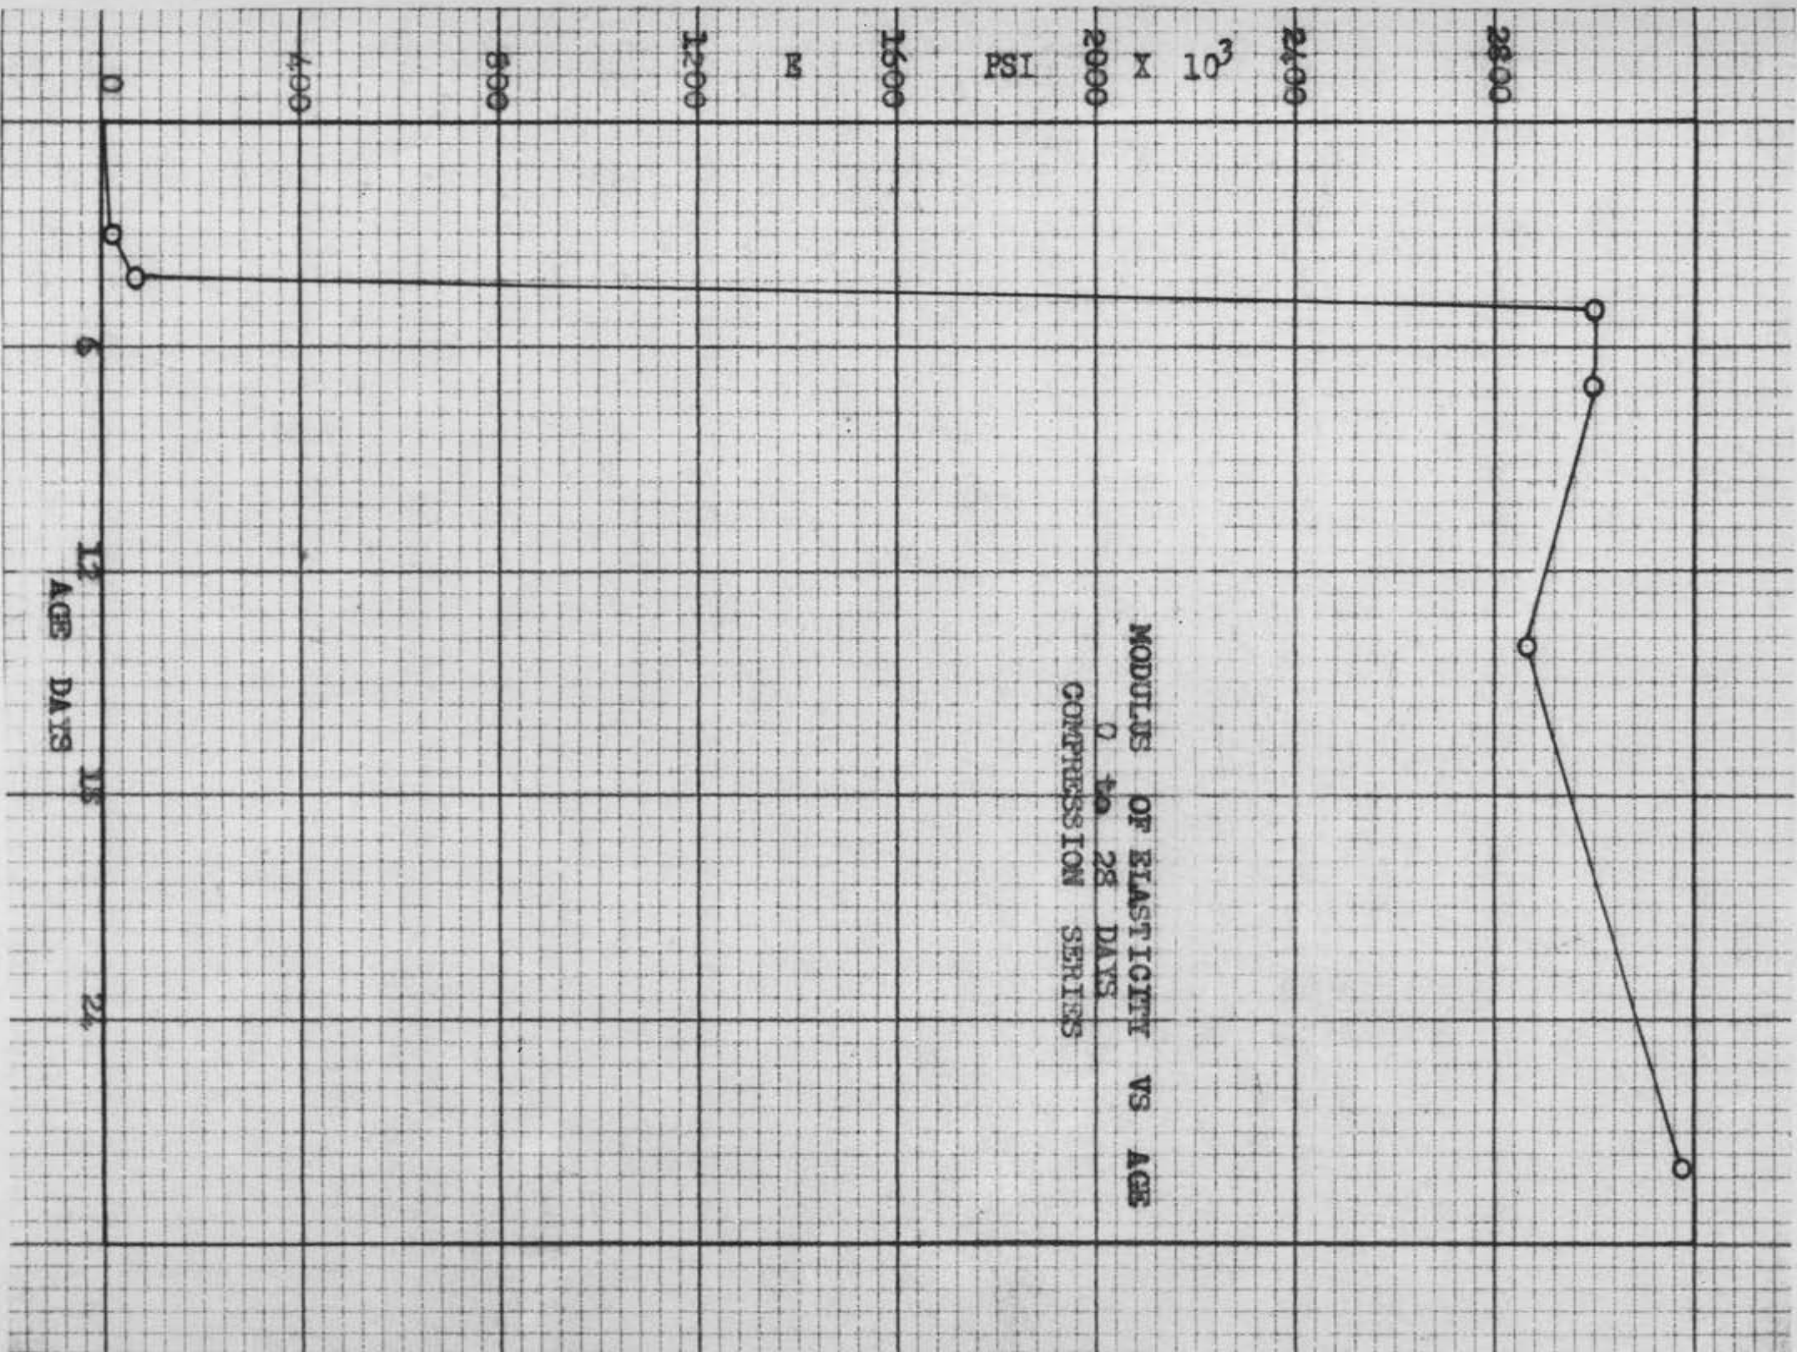 MODULUS OF ELASTICITY VS AGE
0 to 28 DAYS
COMPRESSION SERIES
E PSI X 10³
0
400
800
1200
1600
2000
2400
2800
6
12
18
24
AGE DAYS